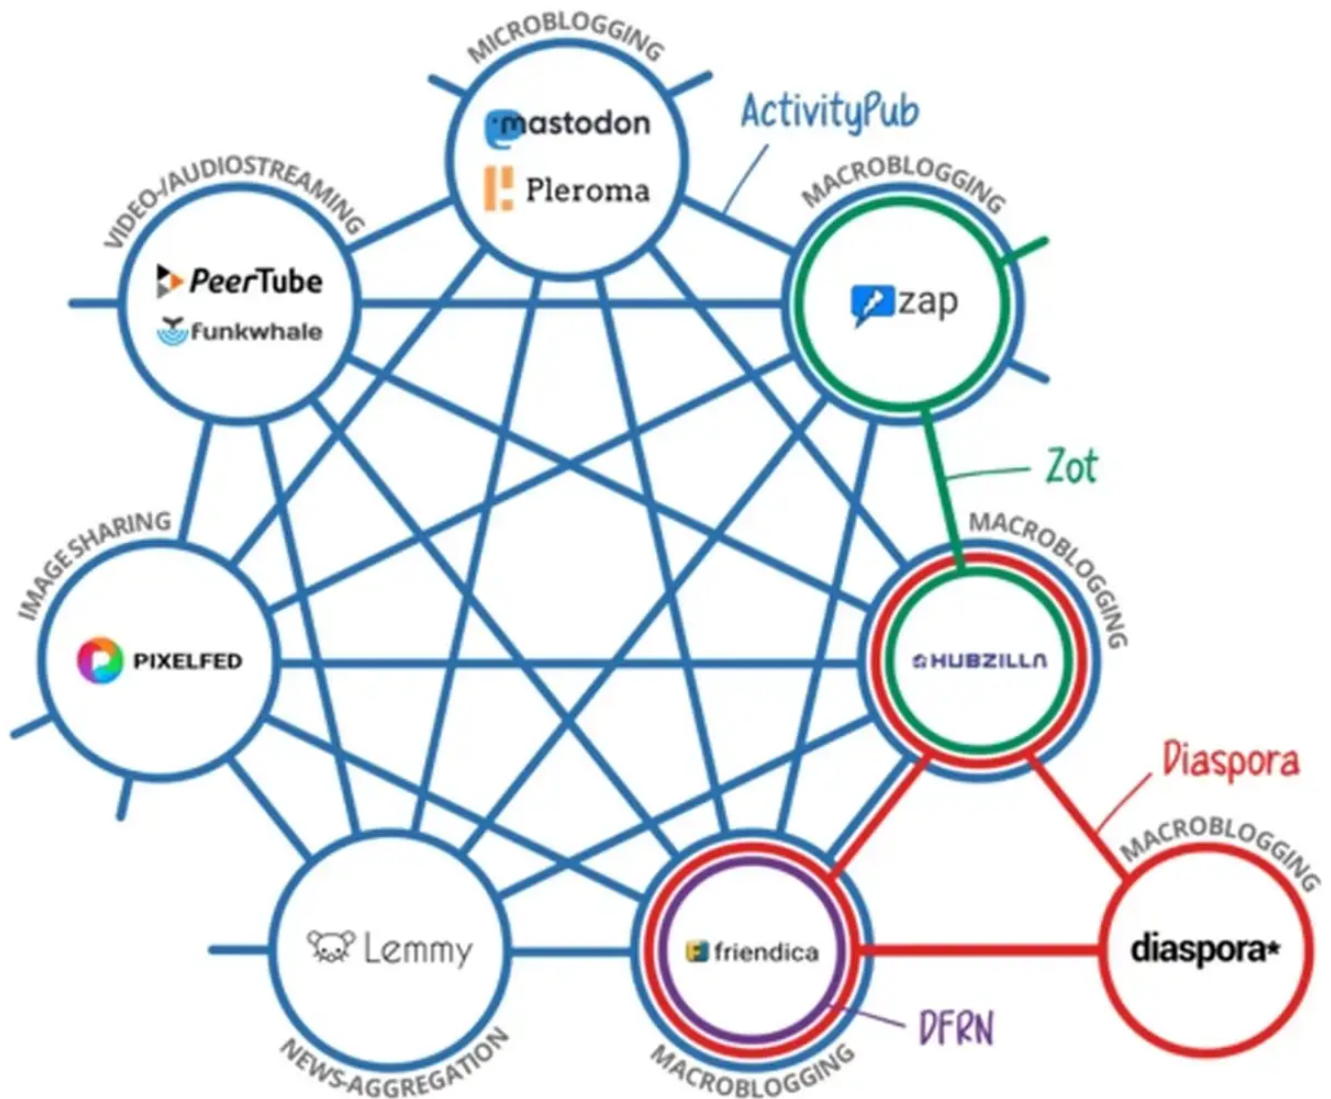 MICROBLOGGING
mastodon
Pleroma
ActivityPub
MACROBLOGGING
zap
VIDEO-/AUDIOSTREAMING
PeerTube
funkwhale
Zot
IMAGE SHARING
PIXELFED
MACROBLOGGING
HUBZILLA
Diaspora
MACROBLOGGING
diaspora*
Lemmy
NEWS-AGGREGATION
friendica
DFRN
MACROBLOGGING